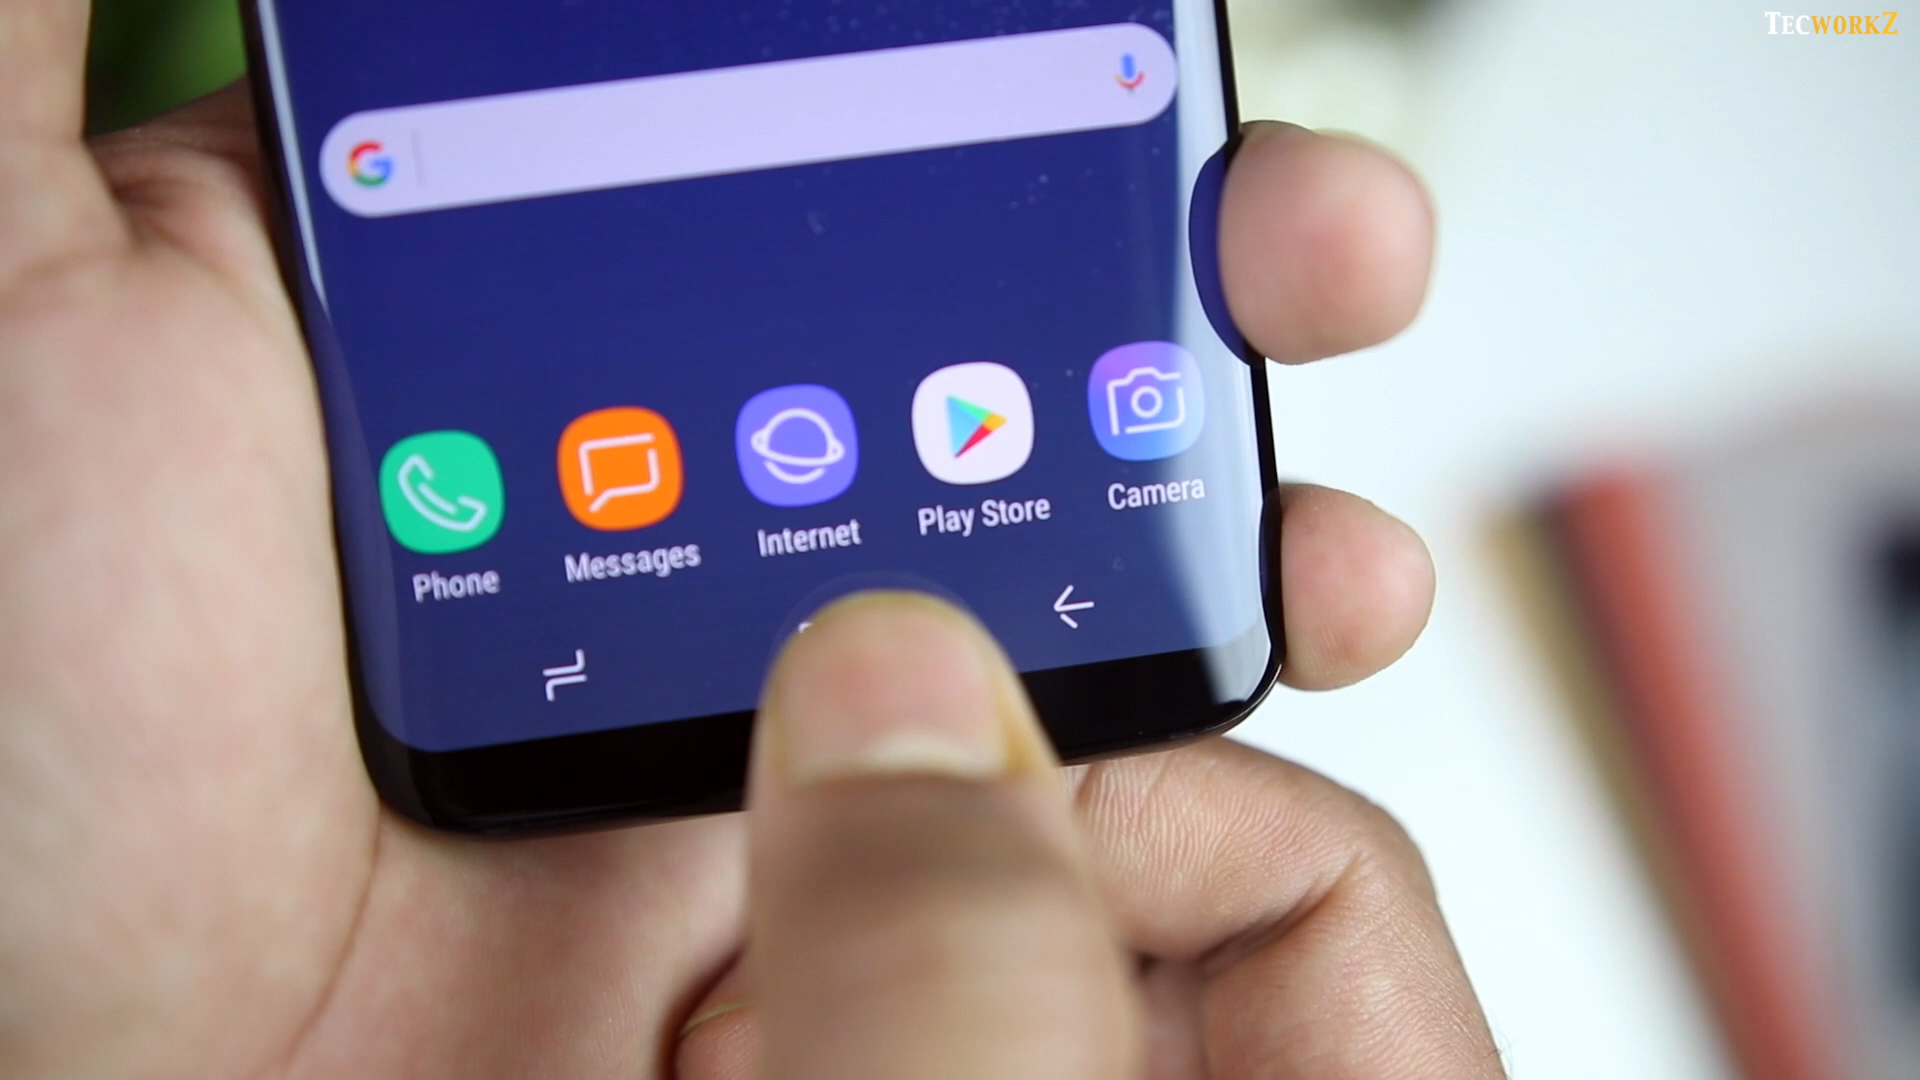 TECWORKZ
G
Phone
Messages
Internet
Play Store
Camera